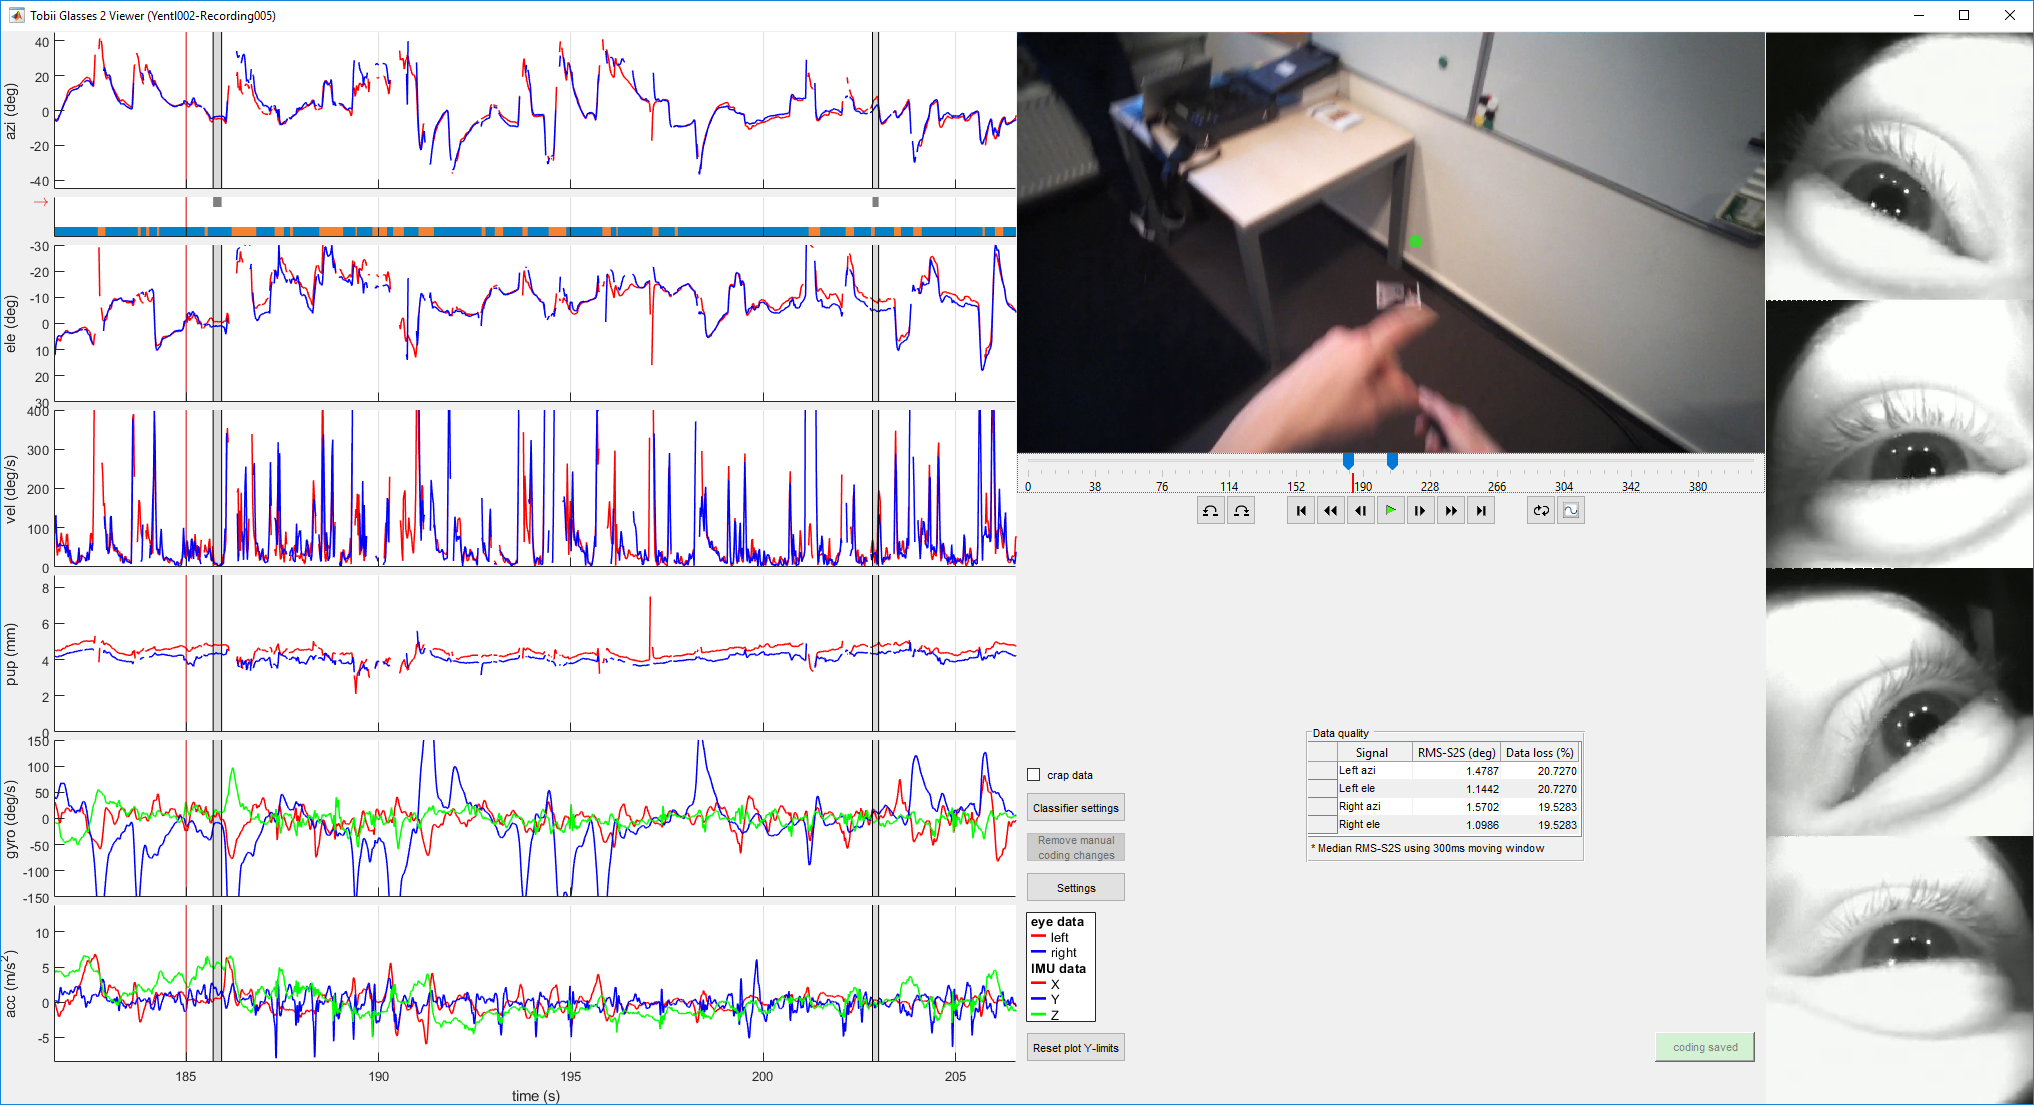 Tobii Glasses 2 Viewer (YentI002-Recording005)
azi (deg)
40
20
0
-20
-40
→
ele (deg)
-30
-20
-10
0
10
20
30
vel (deg/s)
400
300
200
100
0
pup (mm)
8
6
4
2
0
gyro (deg/s)
150
100
50
0
-50
-100
-150
acc (m/s²)
10
5
0
-5
185 190 195 200 205
time (s)
0 38 76 114 152 190 228 266 304 342 380
crap data
Classifier settings
Remove manual
coding changes
Settings
eye data
left
right
IMU data
X
Y
Z
Reset plot Y-limits
Data quality
Signal RMS-S2S (deg) Data loss (%)
Left azi 1.4787 20.7270
Left ele 1.1442 20.7270
Right azi 1.5702 19.5283
Right ele 1.0986 19.5283
* Median RMS-S2S using 300ms moving window
coding saved